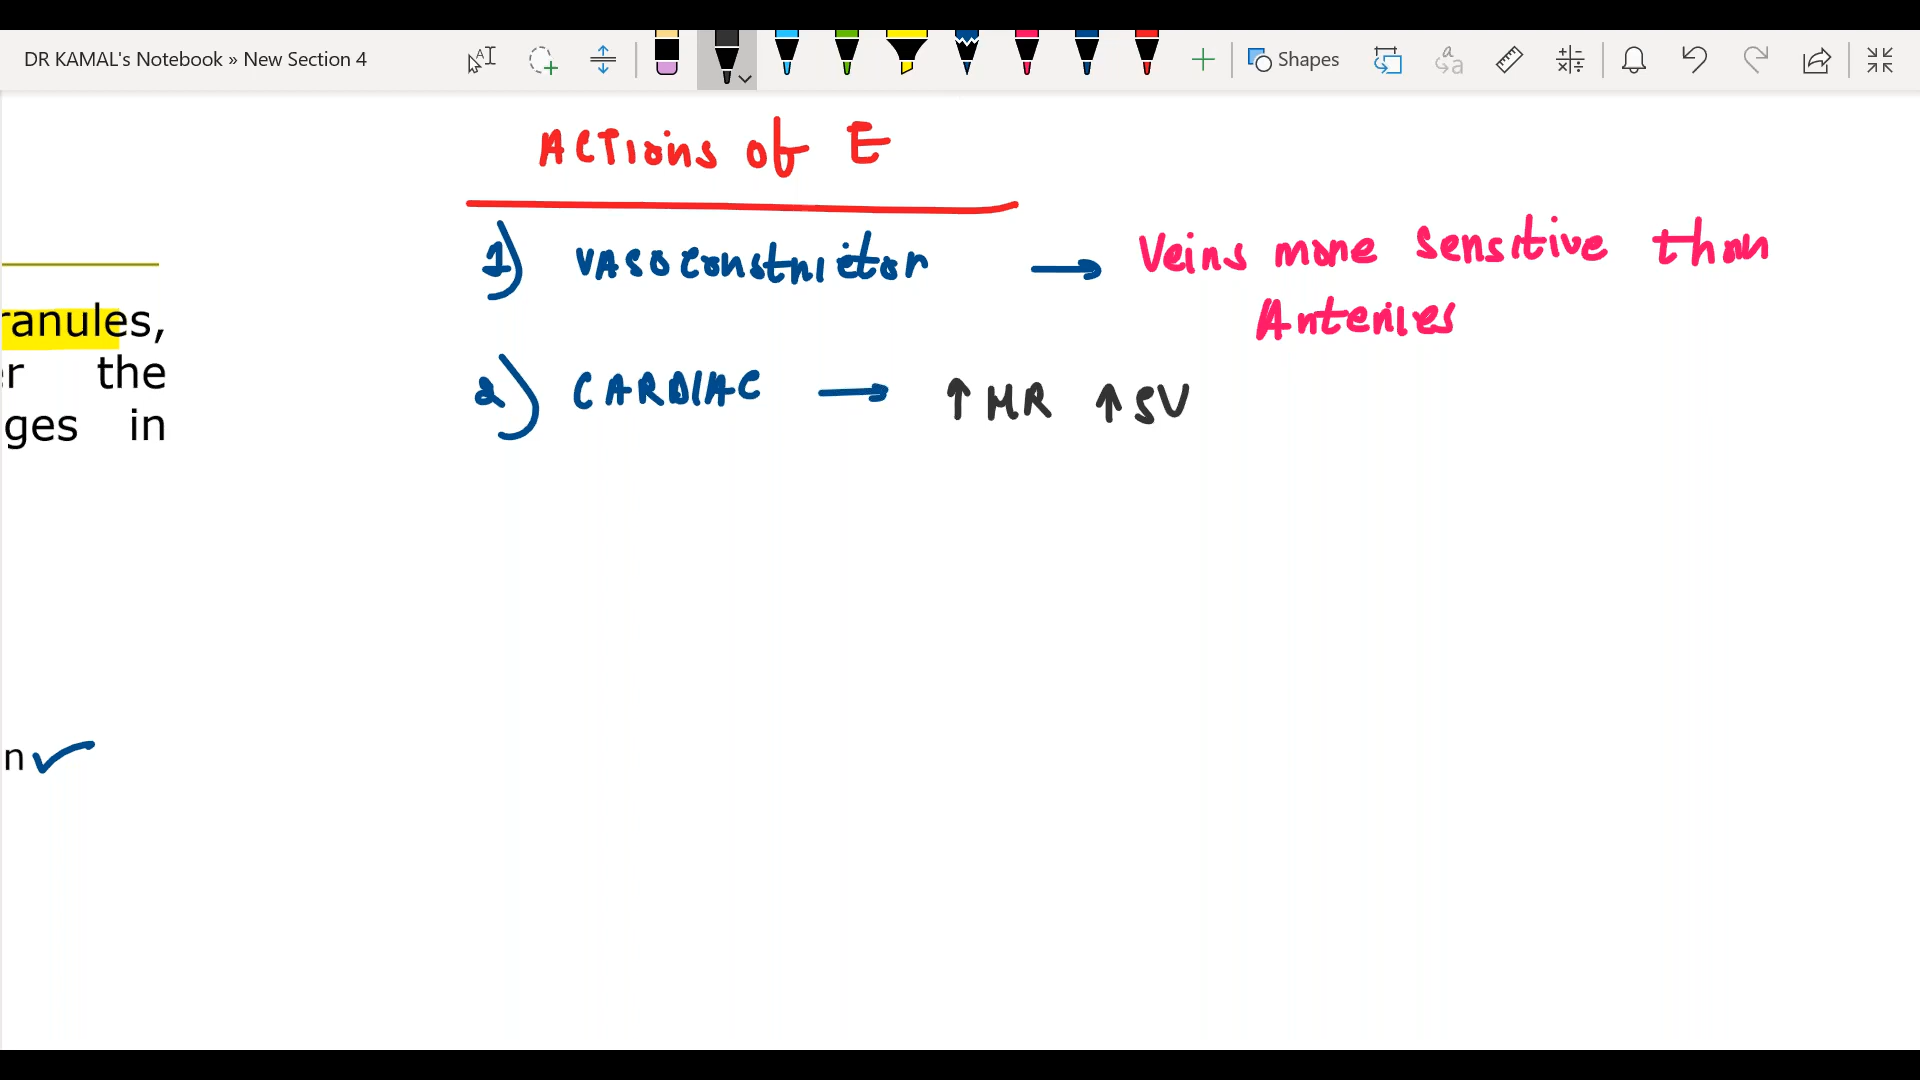 DR KAMAL's Notebook » New Section 4
Shapes
ACTIONS of E
1) VASOCONSTRICTOR → Veins more sensitive than
Arteries
2) CARDIAC → ↑ HR ↑ SV
ranules,
r the
ges in
n